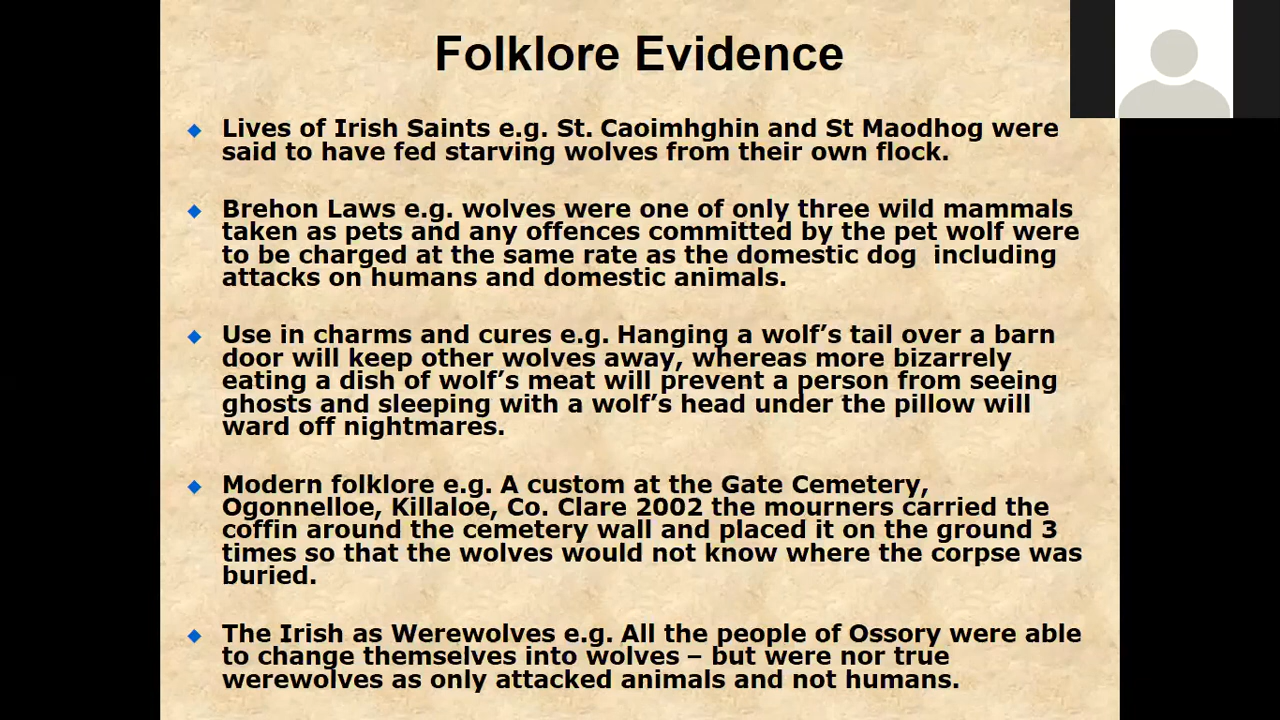 Folklore Evidence
Lives of Irish Saints e.g. St. Caoimhghin and St Maodhog were
said to have fed starving wolves from their own flock.
Brehon Laws e.g. wolves were one of only three wild mammals
taken as pets and any offences committed by the pet wolf were
to be charged at the same rate as the domestic dog  including
attacks on humans and domestic animals.
Use in charms and cures e.g. Hanging a wolf’s tail over a barn
door will keep other wolves away, whereas more bizarrely
eating a dish of wolf’s meat will prevent a person from seeing
ghosts and sleeping with a wolf’s head under the pillow will
ward off nightmares.
Modern folklore e.g. A custom at the Gate Cemetery,
Ogonnelloe, Killaloe, Co. Clare 2002 the mourners carried the
coffin around the cemetery wall and placed it on the ground 3
times so that the wolves would not know where the corpse was
buried.
The Irish as Werewolves e.g. All the people of Ossory were able
to change themselves into wolves – but were nor true
werewolves as only attacked animals and not humans.